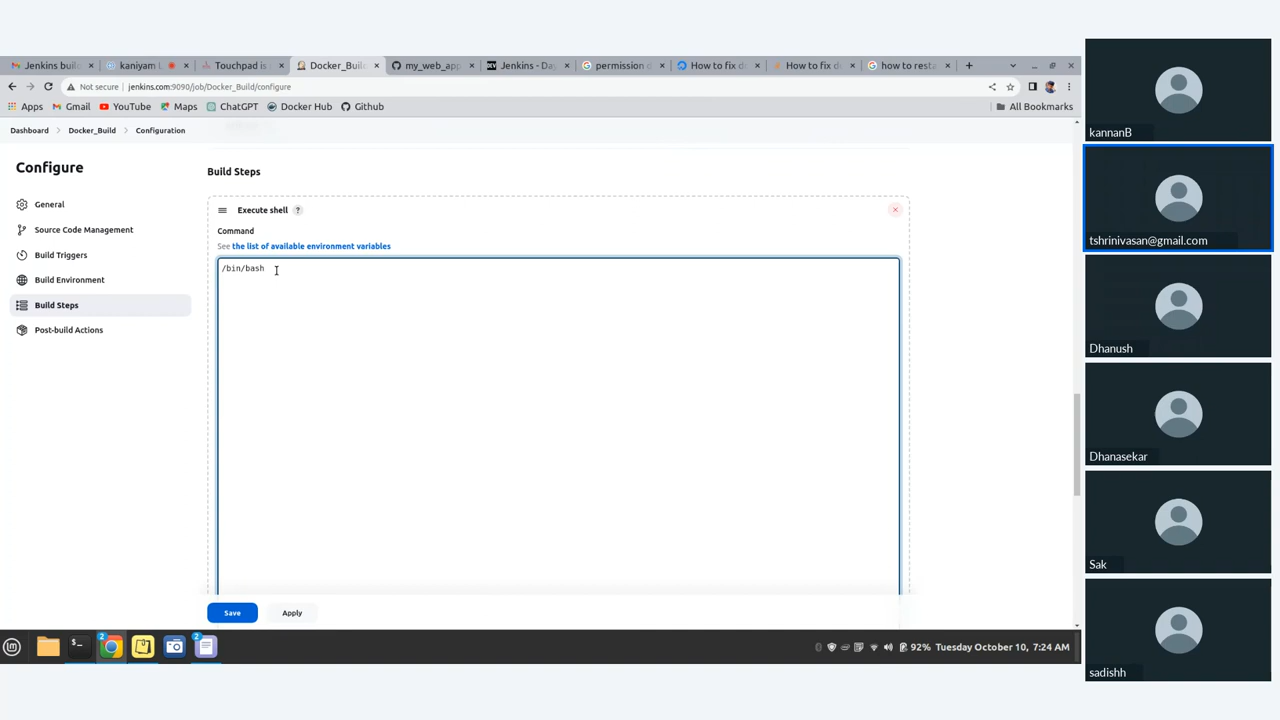 Jenkins buil
kaniyam L
Touchpad is
Docker_Buil
my_web_app
Jenkins - Day
permission d
How to fix d
How to fix d
how to resta
Not secure
jenkins.com:9090/job/Docker_Build/configure
Apps
Gmail
YouTube
Maps
ChatGPT
Docker Hub
Github
All Bookmarks
Dashboard
Docker_Build
Configuration
Configure
General
Source Code Management
Build Triggers
Build Environment
Build Steps
Post-build Actions
Build Steps
Execute shell ?
Command
See the list of available environment variables
/bin/bash
Save
Apply
92% Tuesday October 10, 7:24 AM
kannanB
tshrinivasan@gmail.com
Dhanush
Dhanasekar
Sak
sadishh